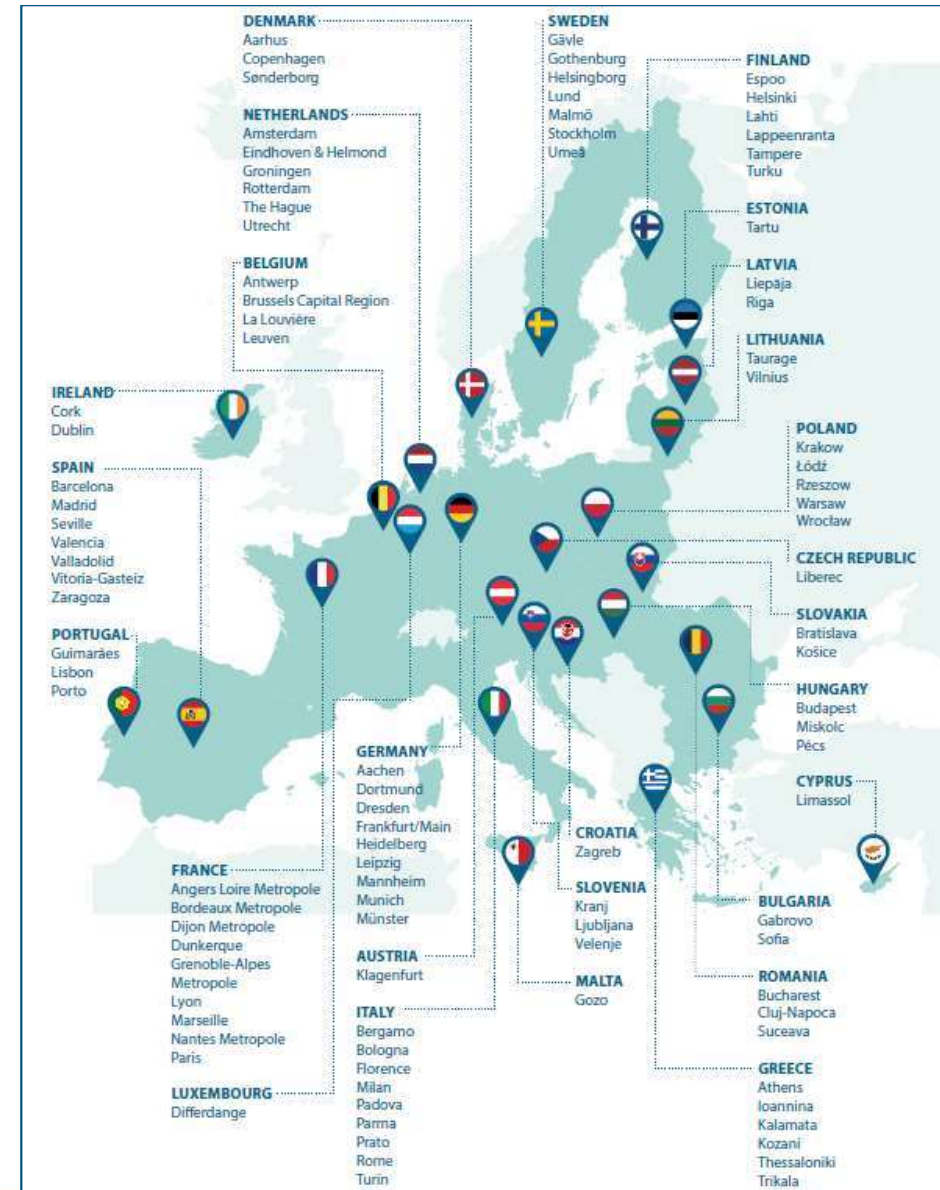 DENMARK
Aarhus
Copenhagen
Sønderborg
NETHERLANDS
Amsterdam
Eindhoven & Helmond
Groningen
Rotterdam
The Hague
Utrecht
BELGIUM
Antwerp
Brussels Capital Region
La Louvière
Leuven
IRELAND
Cork
Dublin
SPAIN
Barcelona
Madrid
Seville
Valencia
Valladolid
Vitoria-Gasteiz
Zaragoza
PORTUGAL
Guimarães
Lisbon
Porto
SWEDEN
Gävle
Gothenburg
Helsingborg
Lund
Malmö
Stockholm
Umeå
FINLAND
Espoo
Helsinki
Lahti
Lappeenranta
Tampere
Turku
ESTONIA
Tartu
LATVIA
Liepāja
Riga
LITHUANIA
Taurage
Vilnius
POLAND
Krakow
Łódź
Rzeszow
Warsaw
Wrocław
CZECH REPUBLIC
Liberec
SLOVAKIA
Bratislava
Košice
HUNGARY
Budapest
Miskolc
Pécs
CYPRUS
Limassol
FRANCE
Angers Loire Metropole
Bordeaux Metropole
Dijon Metropole
Dunkerque
Grenoble-Alpes
Metropole
Lyon
Marseille
Nantes Metropole
Paris
LUXEMBOURG
Differdange
GERMANY
Aachen
Dortmund
Dresden
Frankfurt/Main
Heidelberg
Leipzig
Mannheim
Munich
Münster
AUSTRIA
Klagenfurt
ITALY
Bergamo
Bologna
Florence
Milan
Padova
Parma
Prato
Rome
Turin
CROATIA
Zagreb
SLOVENIA
Kranj
Ljubljana
Velenje
MALTA
Gozo
BULGARIA
Gabrovo
Sofia
ROMANIA
Bucharest
Cluj-Napoca
Suceava
GREECE
Athens
Ioannina
Kalamata
Kozani
Thessaloniki
Trikala